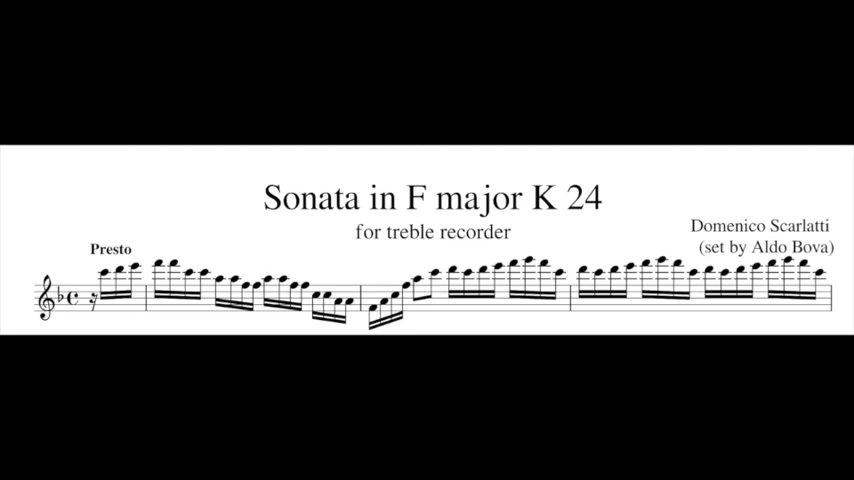 Sonata in F major K 24
for treble recorder
Domenico Scarlatti
(set by Aldo Bova)
Presto